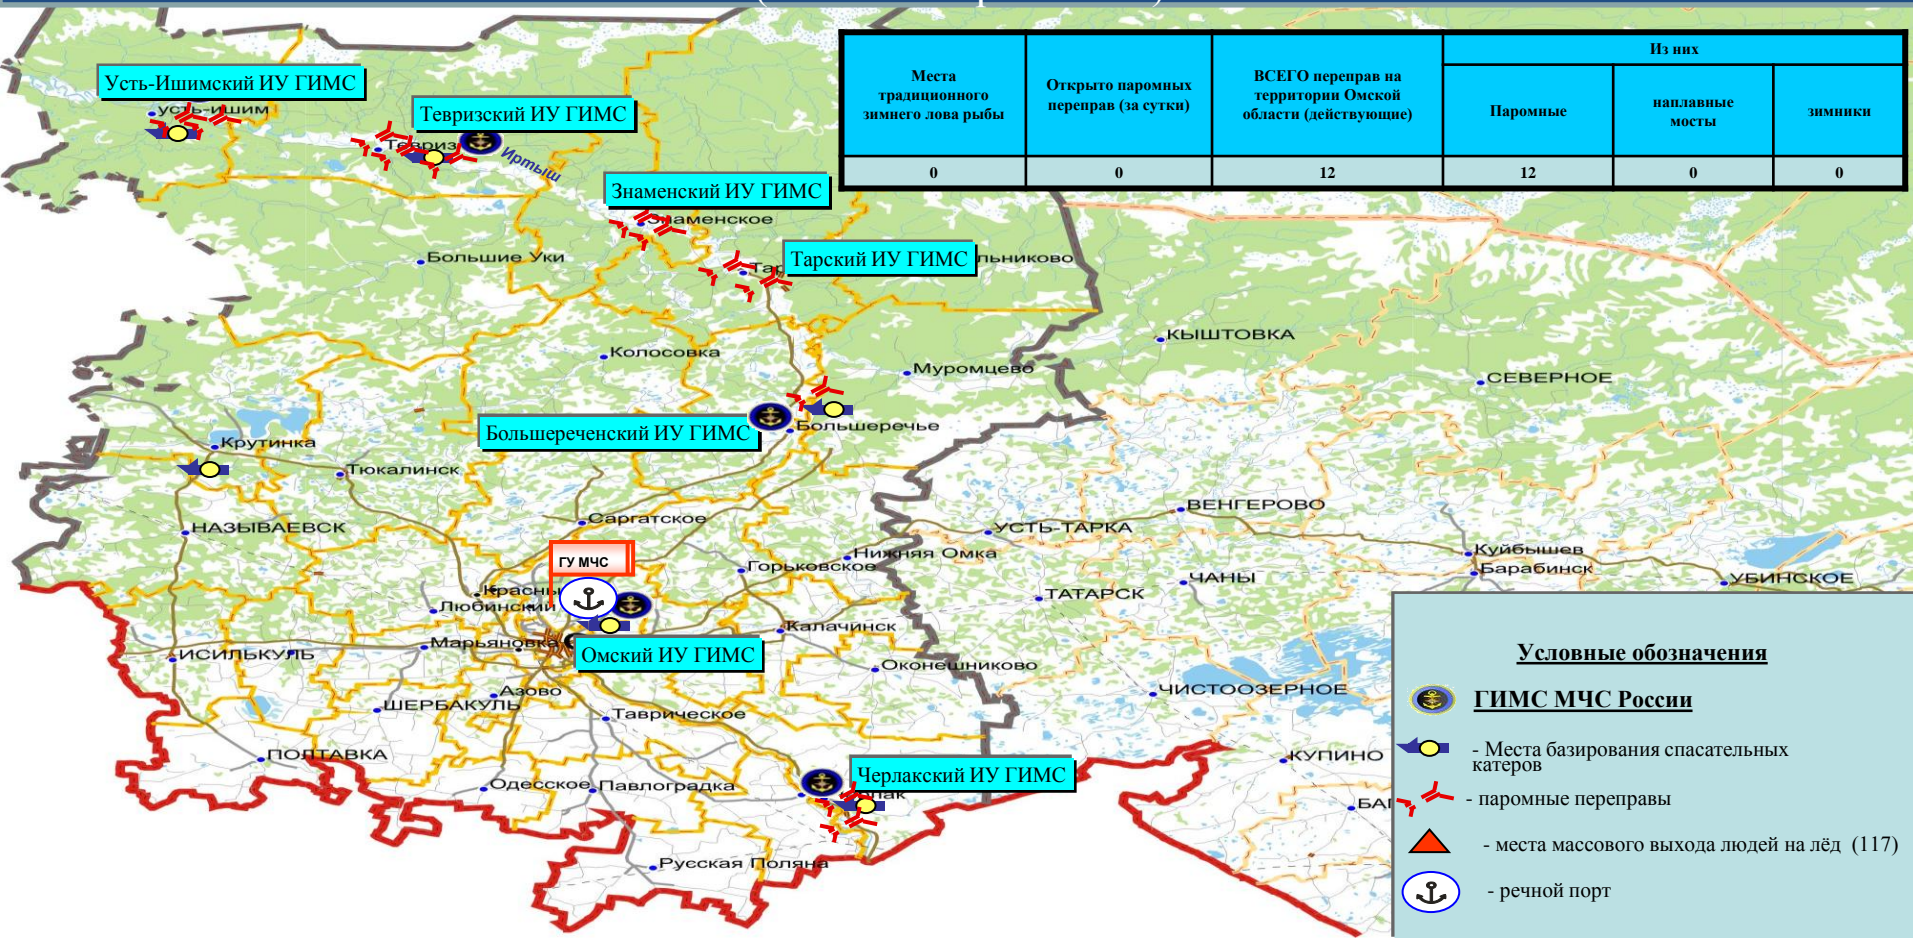 Места
традиционного
зимнего лова рыбы
Открыто паромных
переправ (за сутки)
ВСЕГО переправ на
территории Омской
области (действующие)
Из них
Паромные
наплавные
мосты
зимники
0
0
12
12
0
0
Усть-Ишимский ИУ ГИМС
усть-ишим
Тевризский ИУ ГИМС
Тевриз
Иртыш
Знаменский ИУ ГИМС
Знаменское
Тарский ИУ ГИМС
Большие Уки
КЫШТОВКА
Колосовка
Муромцево
СЕВЕРНОЕ
Большереченский ИУ ГИМС
Большеречье
Крутинка
Тюкалинск
НАЗЫВАЕВСК
Саргатское
ВЕНГЕРОВО
УСТЬ-ТАРКА
Нижняя Омка
Куйбышев
Барабинск
УБИНСКОЕ
ГУ МЧС
Горьковское
ЧАНЫ
ТАТАРСК
Любинский
Калачинск
Марьяновка
ИСИЛЬКУЛЬ
Омский ИУ ГИМС
Оконешниково
ЧИСТООЗЕРНОЕ
Азово
ШЕРБАКУЛЬ
Таврическое
ПОЛТАВКА
КУПИНО
Одесское
Павлоградка
Черлакский ИУ ГИМС
Русская Поляна
Условные обозначения
ГИМС МЧС России
- Места базирования спасательных
катеров
- паромные переправы
- места массового выхода людей на лёд (117)
- речной порт